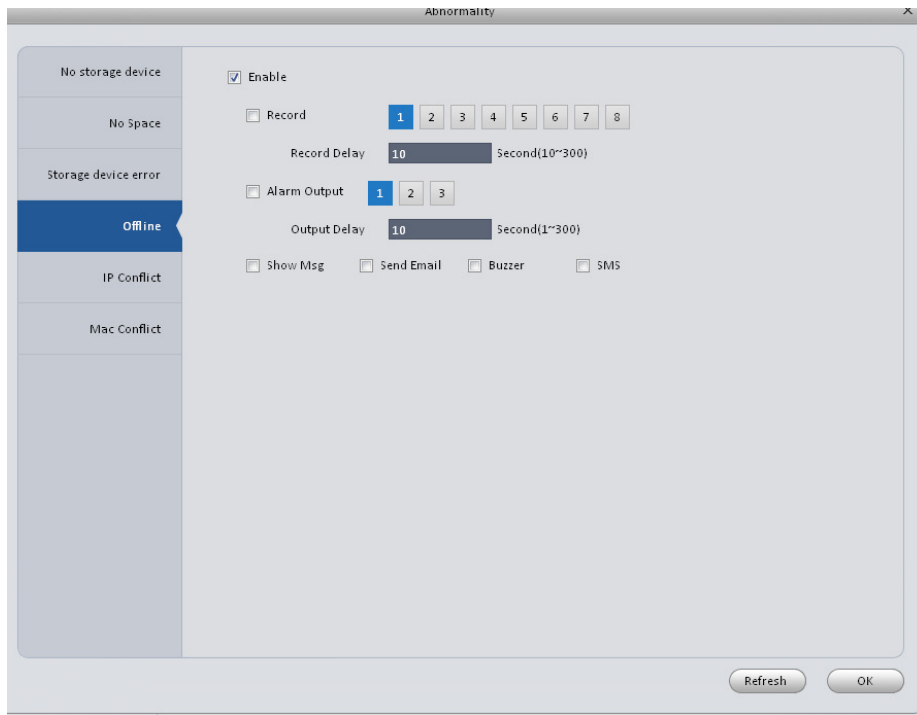 Abnormality X
No storage device
No Space
Storage device error
Offline
IP Conflict
Mac Conflict
Enable
Record 1 2 3 4 5 6 7 8
Record Delay 10 Second(10~300)
Alarm Output 1 2 3
Output Delay 10 Second(1~300)
Show Msg Send Email Buzzer SMS
Refresh OK